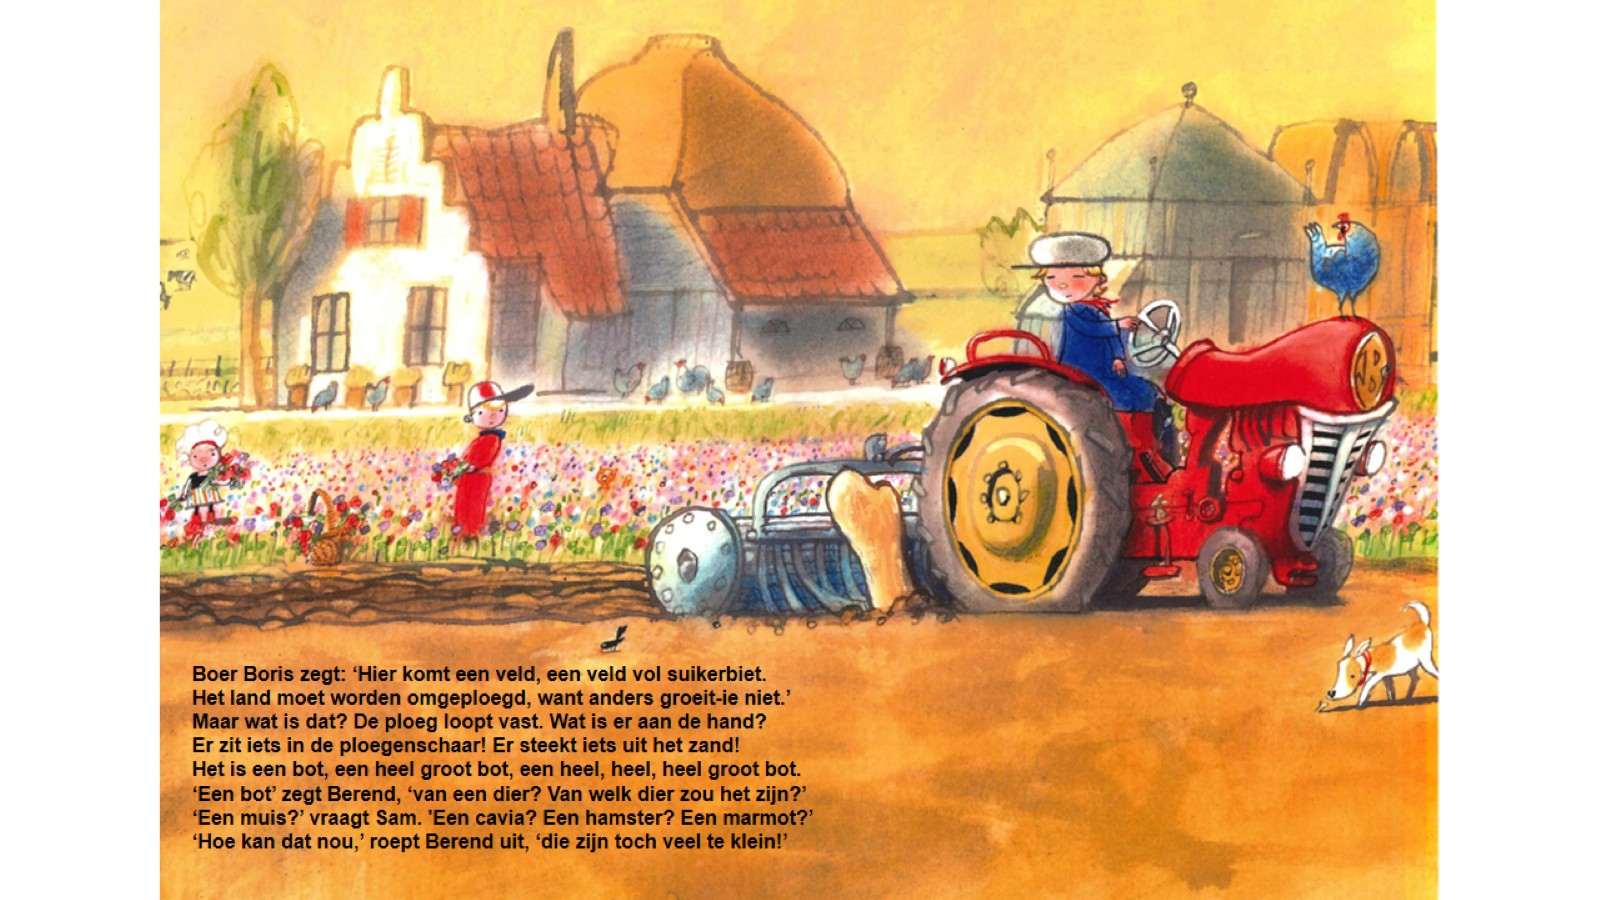 Boer Boris zegt: ‘Hier komt een veld, een veld vol suikerbiet.
Het land moet worden omgeploegd, want anders groeit-ie niet.’
Maar wat is dat? De ploeg loopt vast. Wat is er aan de hand?
Er zit iets in de ploegenschaar! Er steekt iets uit het zand!
Het is een bot, een heel groot bot, een heel, heel, heel groot bot.
‘Een bot’ zegt Berend, ‘van een dier? Van welk dier zou het zijn?’
‘Een muis?’ vraagt Sam. 'Een cavia? Een hamster? Een marmot?’
‘Hoe kan dat nou,’ roept Berend uit, ‘die zijn toch veel te klein!’